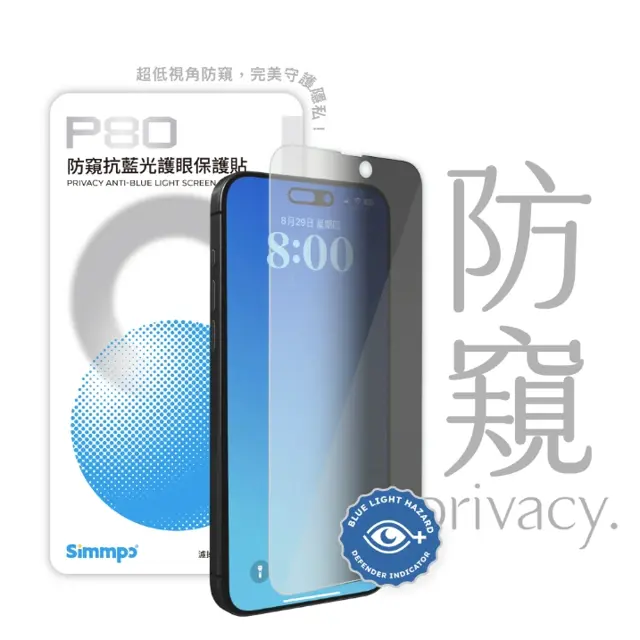 超低視角防窺，完美守護隱私！
P80
防窺抗藍光護眼保護貼
PRIVACY ANTI-BLUE LIGHT SCREEN
8月29日 星期四
8:00
防窺
privacy.
BLUE LIGHT HAZARD
DEFENDER INDICATOR
Simmpo